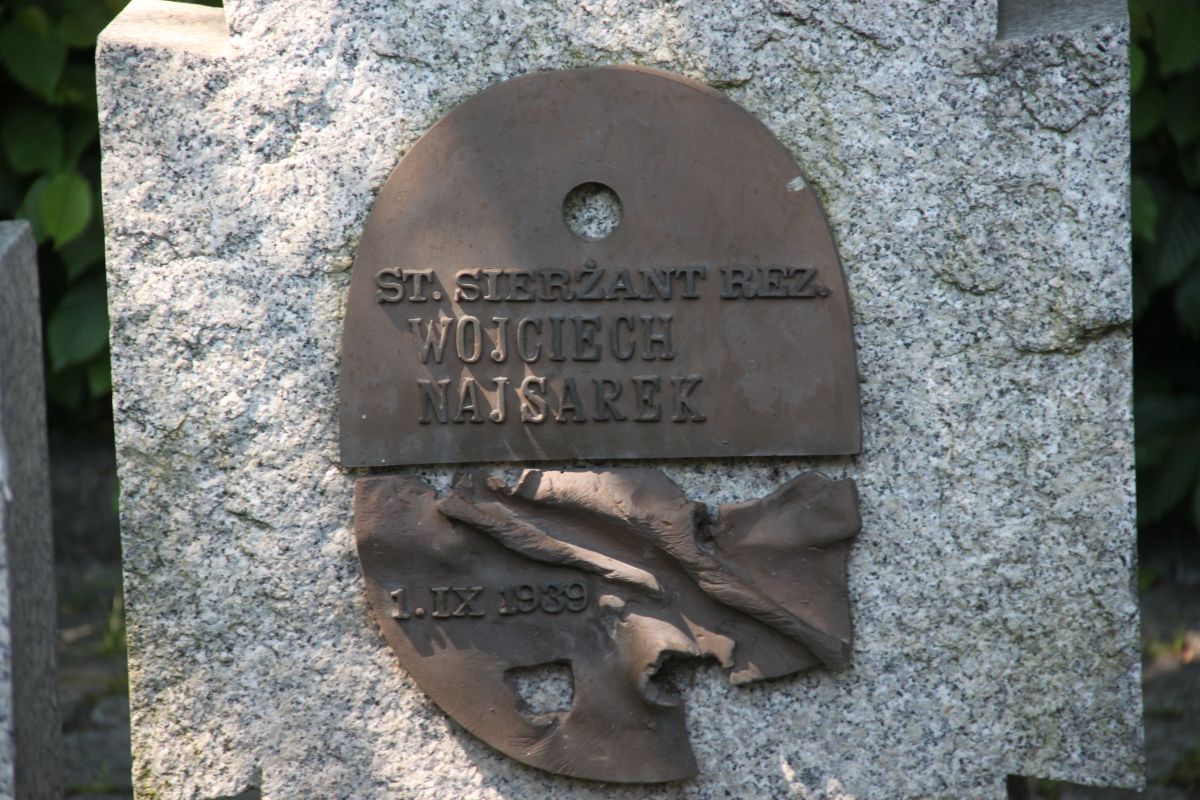 ST. SIERŻANT REZ.
WOJCIECH
NAJSAREK
1.IX 1939